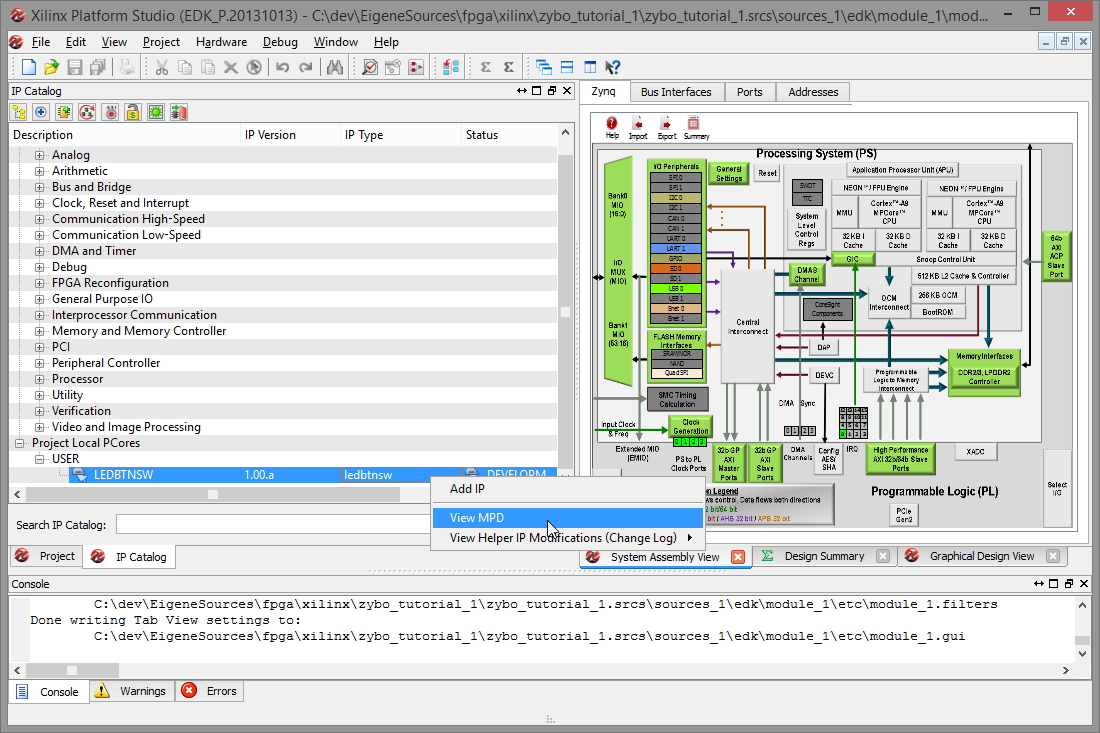 Xilinx Platform Studio (EDK_P.20131013) - C:\dev\EigeneSources\fpga\xilinx\zybo_tutorial_1\zybo_tutorial_1.srcs\sources_1\edk\module_1\mod...
File Edit View Project Hardware Debug Window Help
IP Catalog
Description IP Version IP Type Status
Analog
Arithmetic
Bus and Bridge
Clock, Reset and Interrupt
Communication High-Speed
Communication Low-Speed
DMA and Timer
Debug
FPGA Reconfiguration
General Purpose IO
Interprocessor Communication
Memory and Memory Controller
PCI
Peripheral Controller
Processor
Utility
Verification
Video and Image Processing
Project Local PCores
USER
LEDBTNSW 1.00.a ledbtnsw DEVELOPM
Add IP
View MPD
View Helper IP Modifications (Change Log)
Search IP Catalog:
Project IP Catalog
Zynq Bus Interfaces Ports Addresses
Help Import Export Summary
Processing System (PS)
Bank0
MIO
(15:0)
I/O
MUX
(MIO)
Bank1
MIO
(53:16)
I/O Peripherals
SPI 0
SPI 1
I2C 0
I2C 1
CAN 0
CAN 1
UART 0
UART 1
GPIO
SD 0
SD 1
USB 0
USB 1
Enet 0
Enet 1
FLASH Memory
Interfaces
SRAM/NOR
NAND
Quad SPI
SMC Timing
Calculation
General
Settings
Reset
SWDT
TTC
System
Level
Control
Regs
Application Processor Unit (APU)
NEON™/ FPU Engine NEON™/ FPU Engine
MMU
Cortex™-A9
MPCore™
CPU
MMU
Cortex™-A9
MPCore™
CPU
32 KB I
Cache
32 KB D
Cache
32 KB I
Cache
32 KB D
Cache
GIC
Snoop Control Unit
DMA8
Channel
512 KB L2 Cache & Controller
OCM
Interconnect
256 KB OCM
BootROM
CoreSight
Components
Central
Interconnect
DAP
DEVC
Programmable
Logic to Memory
Interconnect
Memory Interfaces
DDR2/3, LPDDR2
Controller
64b
AXI
ACP
Slave
Port
Input Clock
& Freq
Clock
Generation
0 1 2 3
Extended MIO
(EMIO)
PS to PL
Clock Ports
32b GP
AXI
Master
Ports
32b GP
AXI
Slave
Ports
DMA Sync
0 1 2 3
DMA
Channels
Config
AES/
SHA
IRQ
High Performance
AXI 32b/64b Slave
Ports
XADC
Select
I/O
Programmable Logic (PL)
PCIe
Gen2
on Legend
ws control, Data flows both directions
2 bit/64 bit
bit / AHB 32 bit / APB 32 bit
System Assembly View Design Summary Graphical Design View
Console
C:\dev\EigeneSources\fpga\xilinx\zybo_tutorial_1\zybo_tutorial_1.srcs\sources_1\edk\module_1\etc\module_1.filters
Done writing Tab View settings to:
C:\dev\EigeneSources\fpga\xilinx\zybo_tutorial_1\zybo_tutorial_1.srcs\sources_1\edk\module_1\etc\module_1.gui
Console Warnings Errors